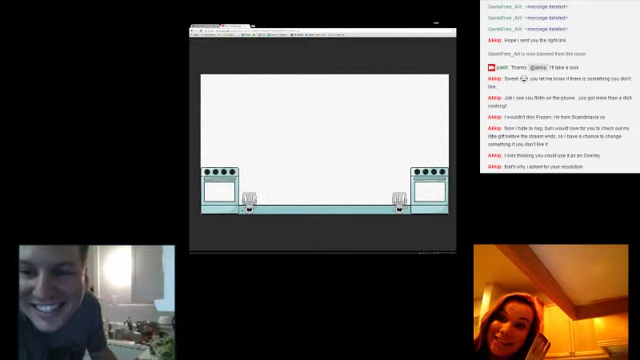 GavinFree_AH: <message deleted>
GavinFree_AH: <message deleted>
GavinFree_AH: <message deleted>
Akkip: Hope I sent you the right link
GavinFree_AH is now banned from this room
Thanks @akkip I'll take a look
Akkip: Sweet you let me know if there is something you don't
like..
Akkip: Job I see you flirtin on the phone, you got more than a dish
cooking!
Akkip: I wouldn't diss Frozen, I'm from Scandinavia so
Akkip: Now I hate to nag, but I would love for you to check out my
little gift before the stream ends, so i have a chance to change
something if you don't like it
Akkip: I was thinking you could use it as an Overlay
Akkip: that's why I asked for your resolution